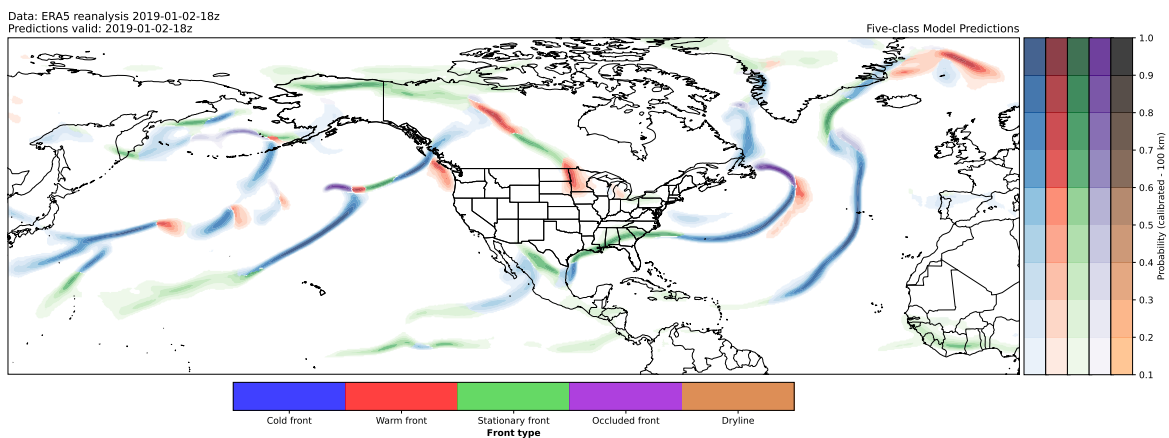 Data: ERA5 reanalysis 2019-01-02-18z
Predictions valid: 2019-01-02-18z
Five-class Model Predictions
1.0
0.9
0.8
0.7
0.6
0.5
0.4
0.3
0.2
0.1
Probability (calibrated - 100 km)
Cold front
Warm front
Stationary front
Occluded front
Dryline
Front type